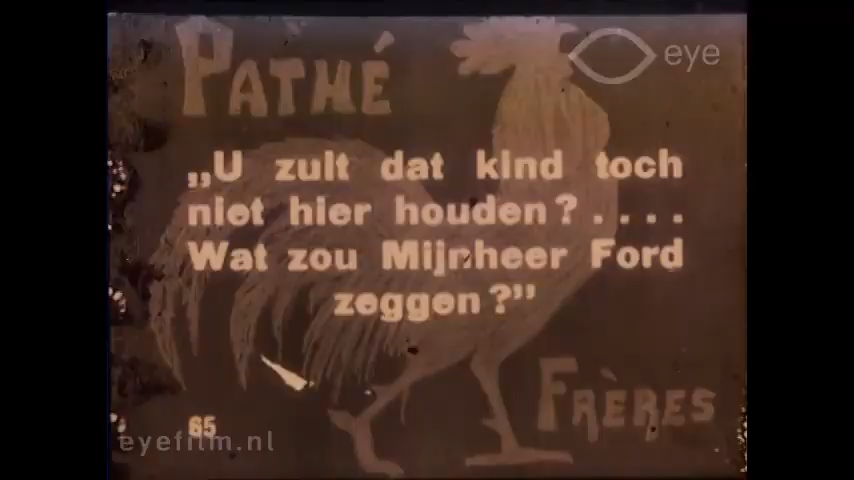 PATHÉ
eye
„U zult dat kind toch
niet hier houden?....
Wat zou Mijnheer Ford
zeggen?”
FRÈRES
65
eyefilm.nl